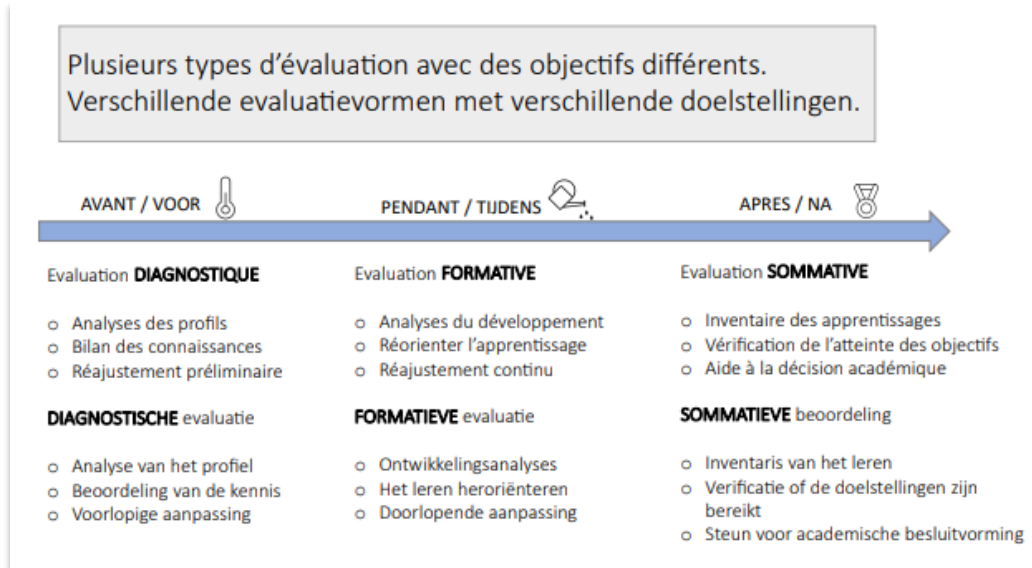 Plusieurs types d'évaluation avec des objectifs différents.
Verschillende evaluatievormen met verschillende doelstellingen.
AVANT / VOOR
PENDANT / TIJDENS
APRES / NA
Evaluation DIAGNOSTIQUE
o Analyses des profils
o Bilan des connaissances
o Réajustement préliminaire
DIAGNOSTISCHE evaluatie
o Analyse van het profiel
o Beoordeling van de kennis
o Voorlopige aanpassing
Evaluation FORMATIVE
o Analyses du développement
o Réorienter l'apprentissage
o Réajustement continu
FORMATIEVE evaluatie
o Ontwikkelingsanalyses
o Het leren heroriënteren
o Doorlopende aanpassing
Evaluation SOMMATIVE
o Inventaire des apprentissages
o Vérification de l'atteinte des objectifs
o Aide à la décision académique
SOMMATIEVE beoordeling
o Inventaris van het leren
o Verificatie of de doelstellingen zijn
bereikt
o Steun voor academische besluitvorming